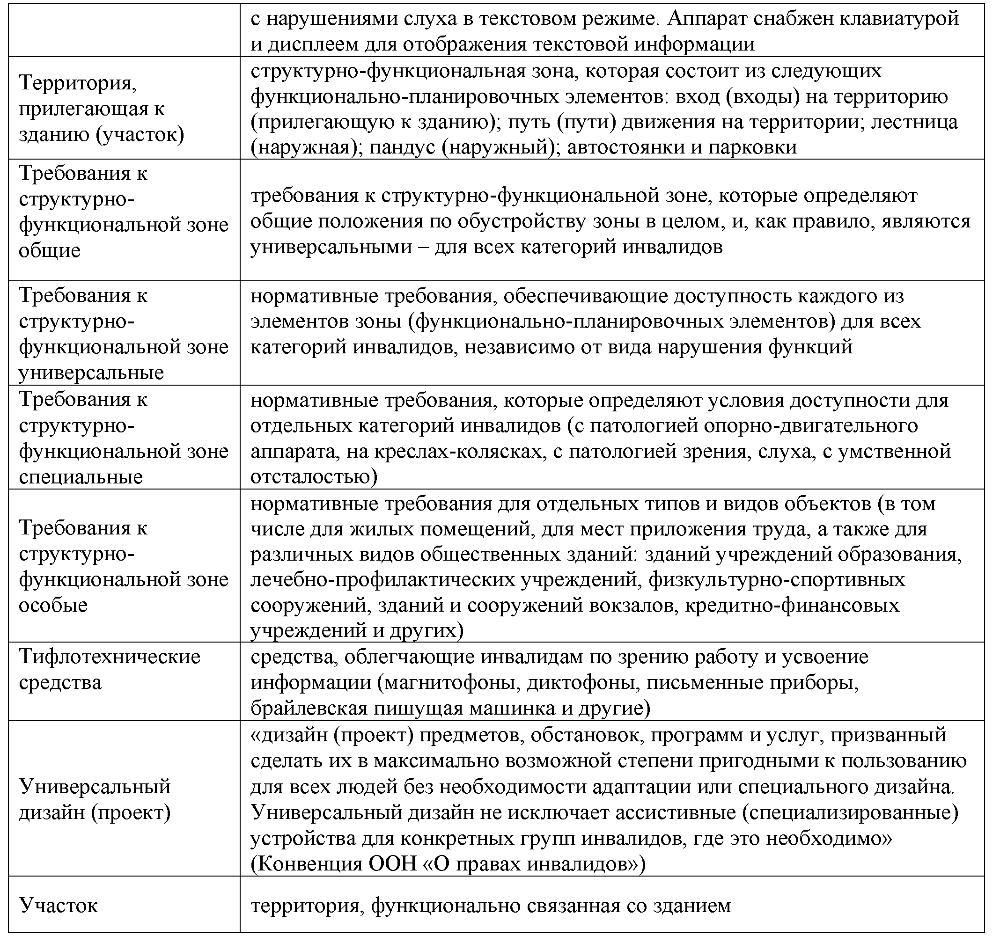 с нарушениями слуха в текстовом режиме. Аппарат снабжен клавиатурой
и дисплеем для отображения текстовой информации
Территория,
прилегающая к
зданию (участок)
структурно-функциональная зона, которая состоит из следующих
функционально-планировочных элементов: вход (входы) на территорию
(прилегающую к зданию); путь (пути) движения на территории; лестница
(наружная); пандус (наружный); автостоянки и парковки
Требования к
структурно-
функциональной зоне
общие
требования к структурно-функциональной зоне, которые определяют
общие положения по обустройству зоны в целом, и, как правило, являются
универсальными – для всех категорий инвалидов
Требования к
структурно-
функциональной зоне
универсальные
нормативные требования, обеспечивающие доступность каждого из
элементов зоны (функционально-планировочных элементов) для всех
категорий инвалидов, независимо от вида нарушения функций
Требования к
структурно-
функциональной зоне
специальные
нормативные требования, которые определяют условия доступности для
отдельных категорий инвалидов (с патологией опорно-двигательного
аппарата, на креслах-колясках, с патологией зрения, слуха, с умственной
отсталостью)
Требования к
структурно-
функциональной зоне
особые
нормативные требования для отдельных типов и видов объектов (в том
числе для жилых помещений, для мест приложения труда, а также для
различных видов общественных зданий: зданий учреждений образования,
лечебно-профилактических учреждений, физкультурно-спортивных
сооружений, зданий и сооружений вокзалов, кредитно-финансовых
учреждений и других)
Тифлотехнические
средства
средства, облегчающие инвалидам по зрению работу и усвоение
информации (магнитофоны, диктофоны, письменные приборы,
брайлевская пишущая машинка и другие)
Универсальный
дизайн (проект)
«дизайн (проект) предметов, обстановок, программ и услуг, призванный
сделать их в максимально возможной степени пригодными к пользованию
для всех людей без необходимости адаптации или специального дизайна.
Универсальный дизайн не исключает ассистивные (специализированные)
устройства для конкретных групп инвалидов, где это необходимо»
(Конвенция ООН «О правах инвалидов»)
Участок
территория, функционально связанная со зданием